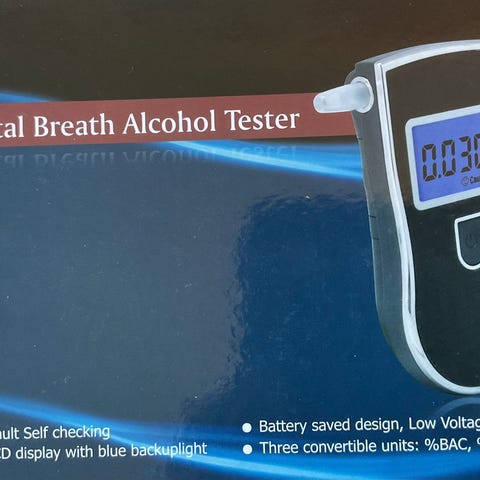 tal Breath Alcohol Tester
0.030
ault Self checking
CD display with blue backuplight
● Battery saved design, Low Voltag
● Three convertible units: %BAC, %